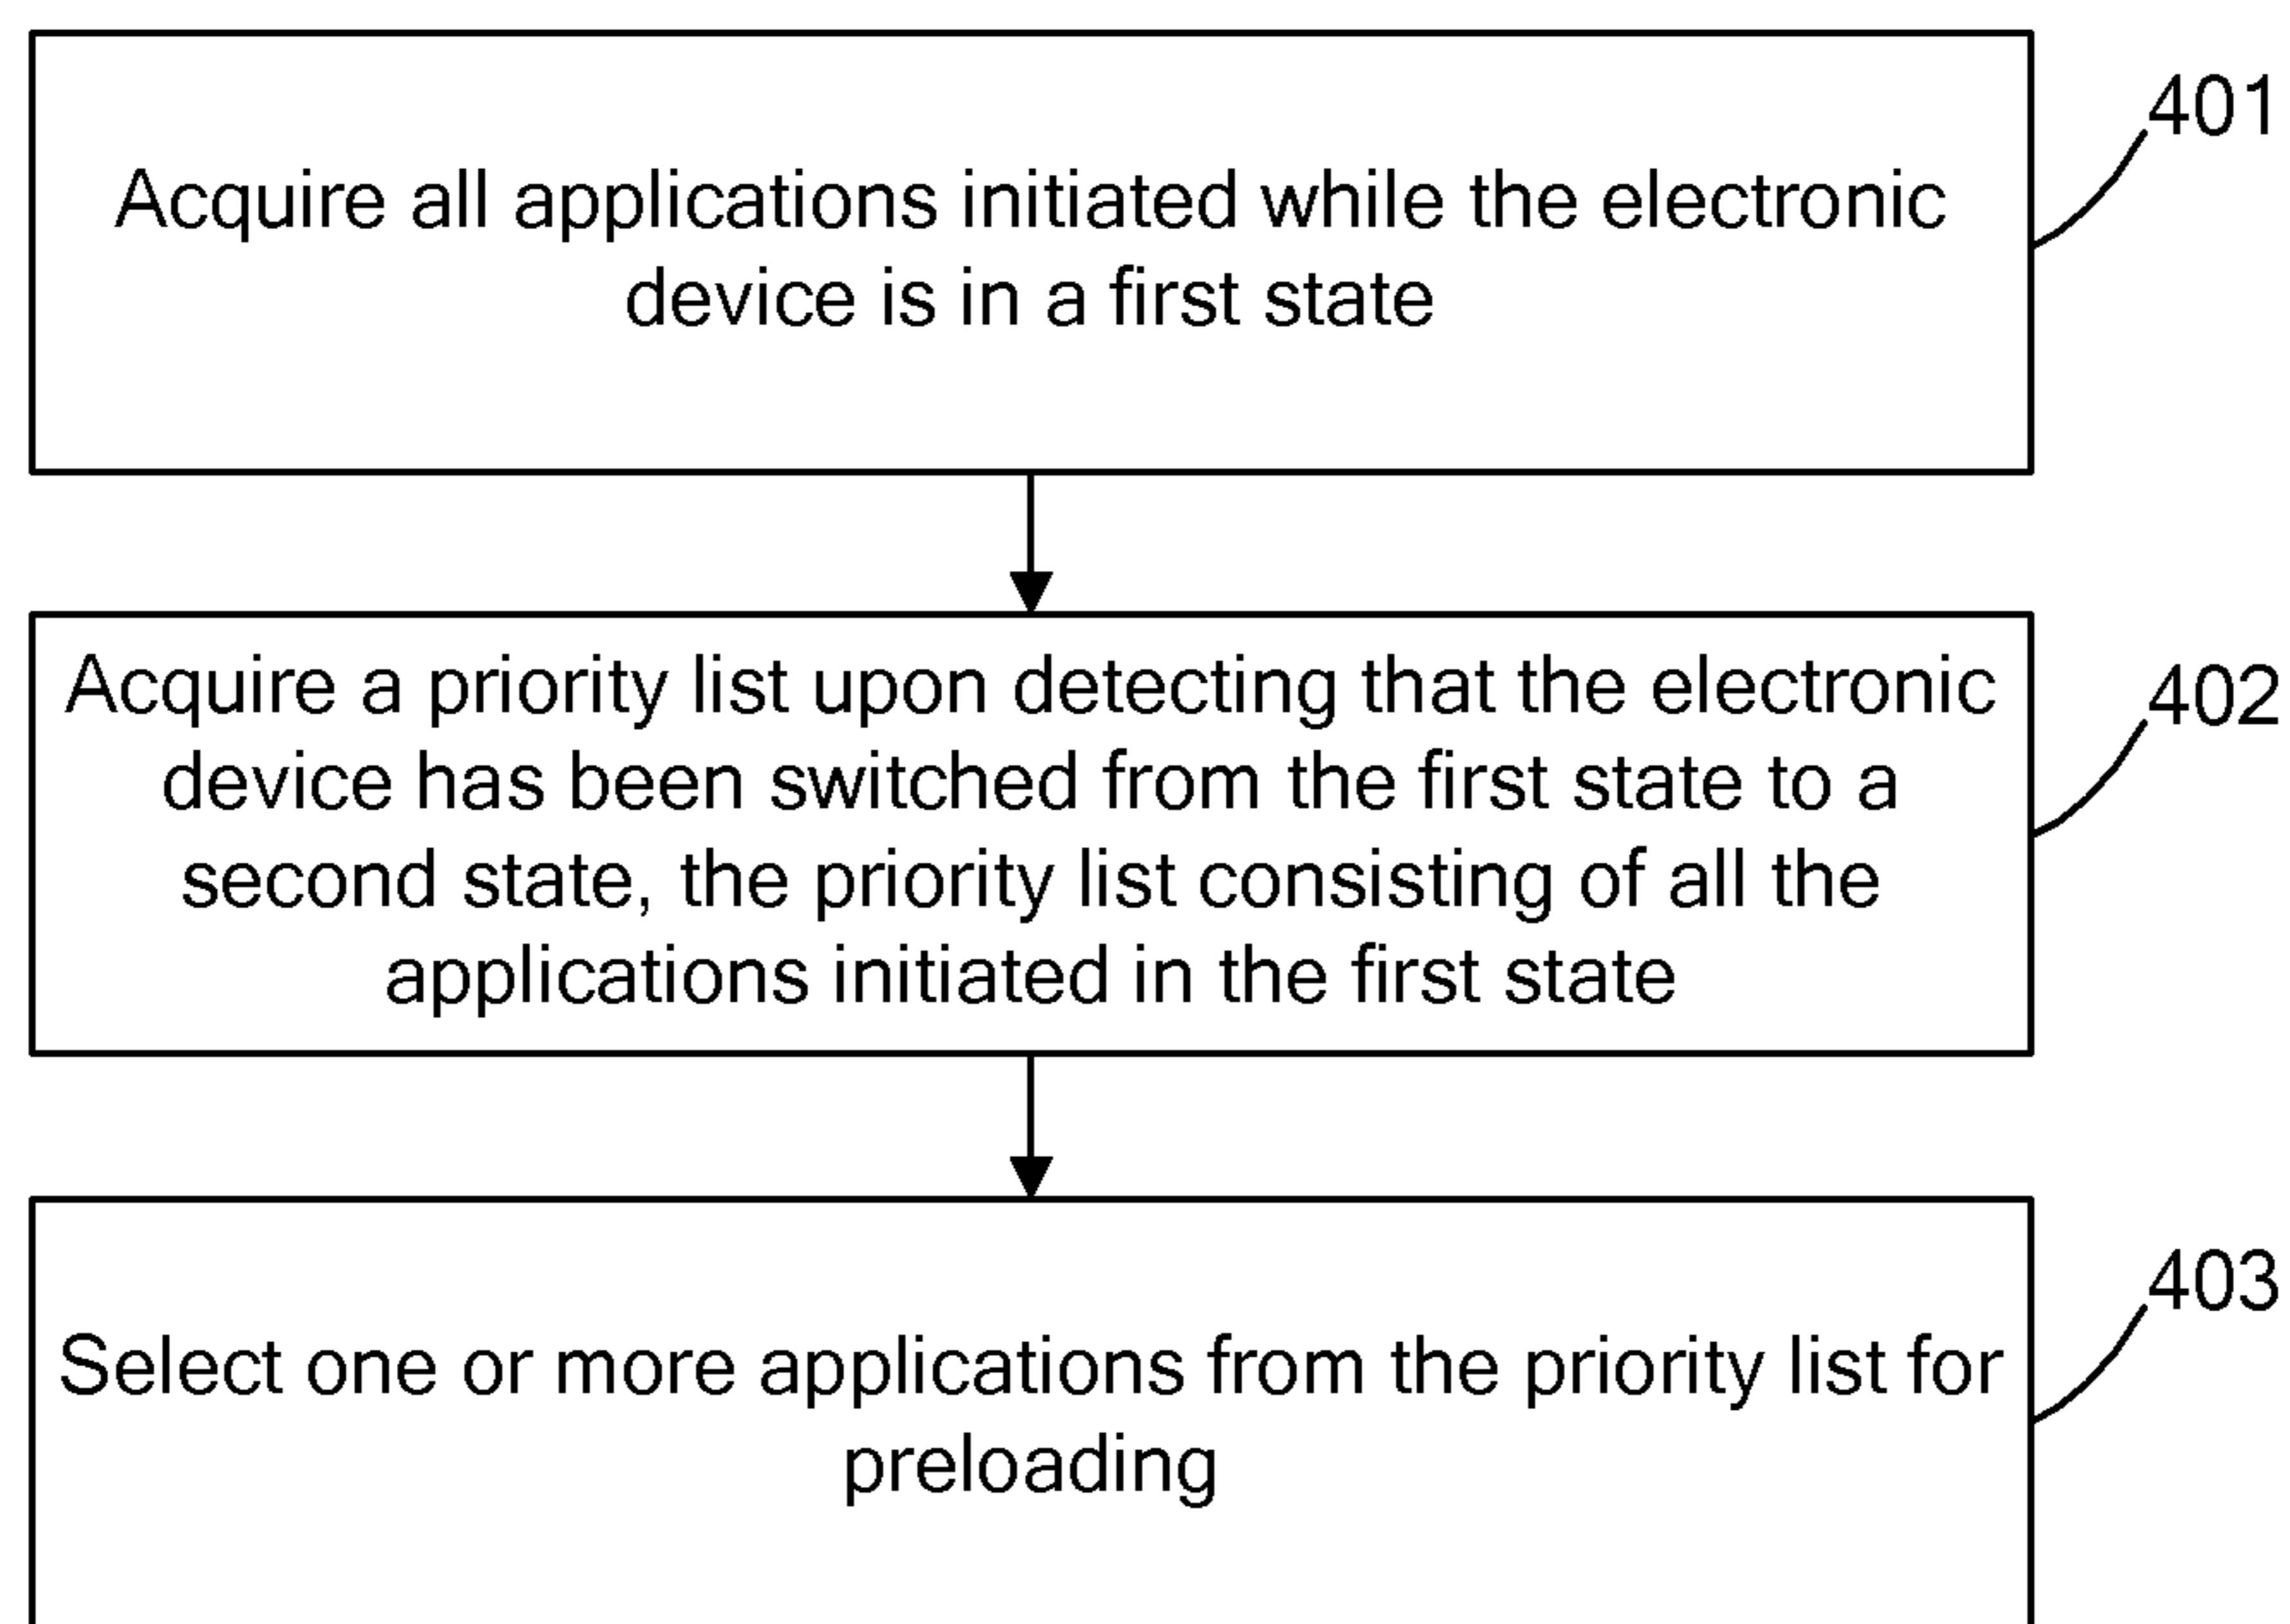 401
Acquire all applications initiated while the electronic
device is in a first state
402
Acquire a priority list upon detecting that the electronic
device has been switched from the first state to a
second state, the priority list consisting of all the
applications initiated in the first state
403
Select one or more applications from the priority list for
preloading